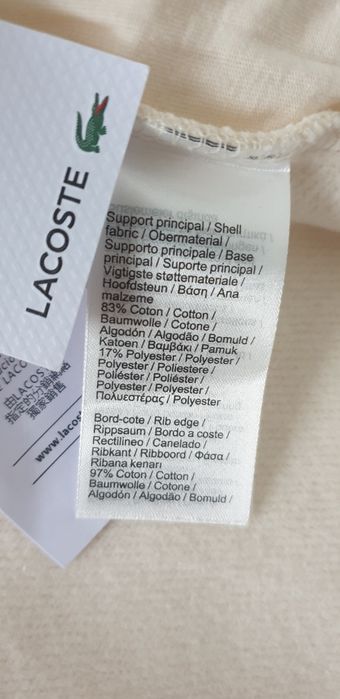 LACOSTE
Support principal / Shell
fabric / Obermaterial /
Supporto principale / Base
principal / Suporte principal /
Vigtigste støttemateriale /
Hoofdsteun / Βάση / Ana
malzeme
83% Coton / Cotton /
Baumwolle / Cotone /
Algodón / Algodão / Bomuld /
Katoen / Βαμβάκι / Pamuk
17% Polyester / Polyester /
Polyester / Poliestere /
Poliéster / Poliéster /
Polyester / Polyester /
Πολυεστέρας / Polyester
Bord-cote / Rib edge /
Rippsaum / Bordo a coste /
Rectilineo / Canelado /
Ribkant / Ribboord / Φάσα /
Ribana kenarı
97% Coton / Cotton /
Baumwolle / Cotone /
Algodón / Algodão / Bomuld /
www.lacos